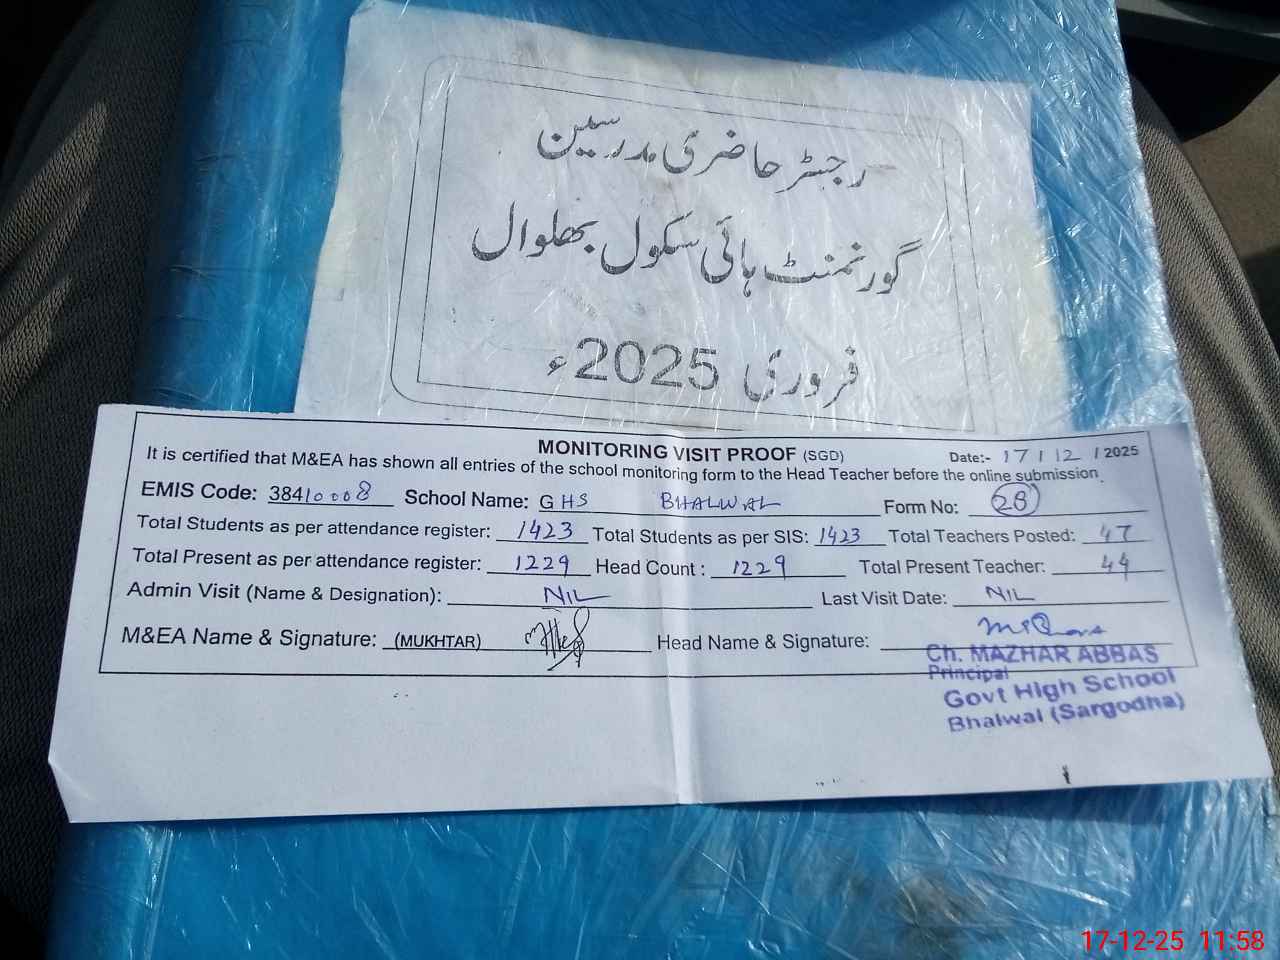 رجسٹر حاضری مدرسین
گورنمنٹ ہائی سکول بھلوال
فروری 2025ء
MONITORING VISIT PROOF (SGD) Date:- 17/12/2025
It is certified that M&EA has shown all entries of the school monitoring form to the Head Teacher before the online submission.
EMIS Code: 38410008 School Name: GHS BHALWAL Form No: 28
Total Students as per attendance register: 1423 Total Students as per SIS: 1423 Total Teachers Posted: 47
Total Present as per attendance register: 1229 Head Count : 1229 Total Present Teacher: 44
Admin Visit (Name & Designation): NIL Last Visit Date: NIL
M&EA Name & Signature: (MUKHTAR) Head Name & Signature:
Ch. MAZHAR ABBAS
Principal
Govt High School
Bhalwal (Sargodha)
17-12-25 11:58